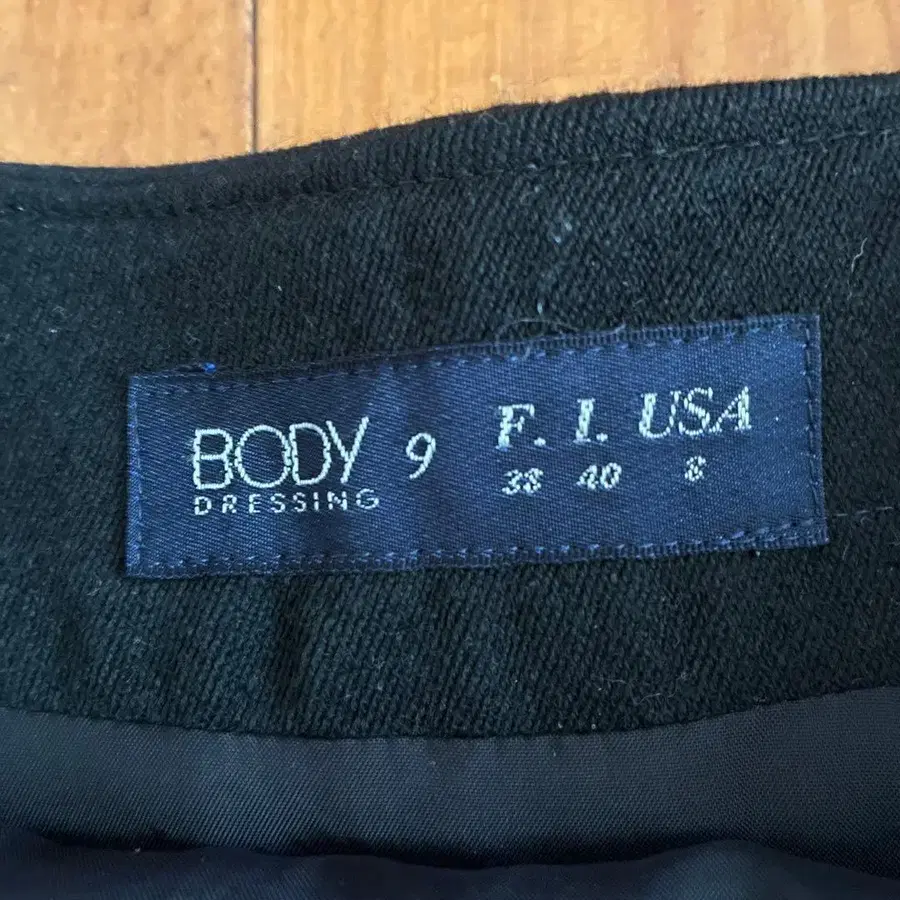 BODY 9 F. I. USA
DRESSING 38 40 8